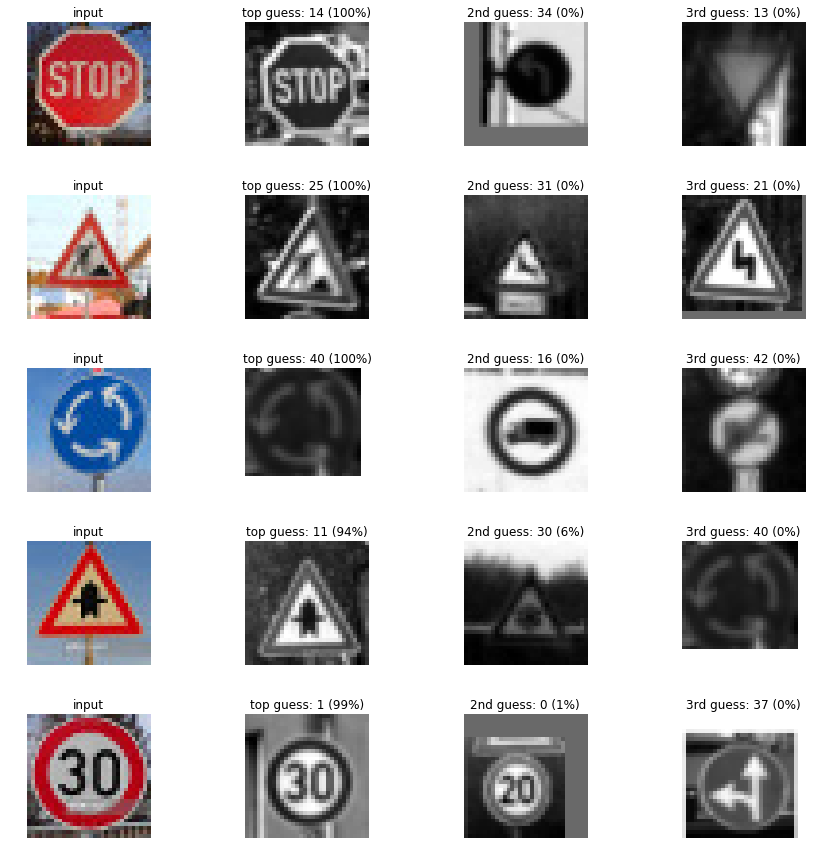 input
top guess: 14 (100%)
2nd guess: 34 (0%)
3rd guess: 13 (0%)
STOP
STOP
input
top guess: 25 (100%)
2nd guess: 31 (0%)
3rd guess: 21 (0%)
input
top guess: 40 (100%)
2nd guess: 16 (0%)
3rd guess: 42 (0%)
input
top guess: 11 (94%)
2nd guess: 30 (6%)
3rd guess: 40 (0%)
input
top guess: 1 (99%)
2nd guess: 0 (1%)
3rd guess: 37 (0%)
30
30
20